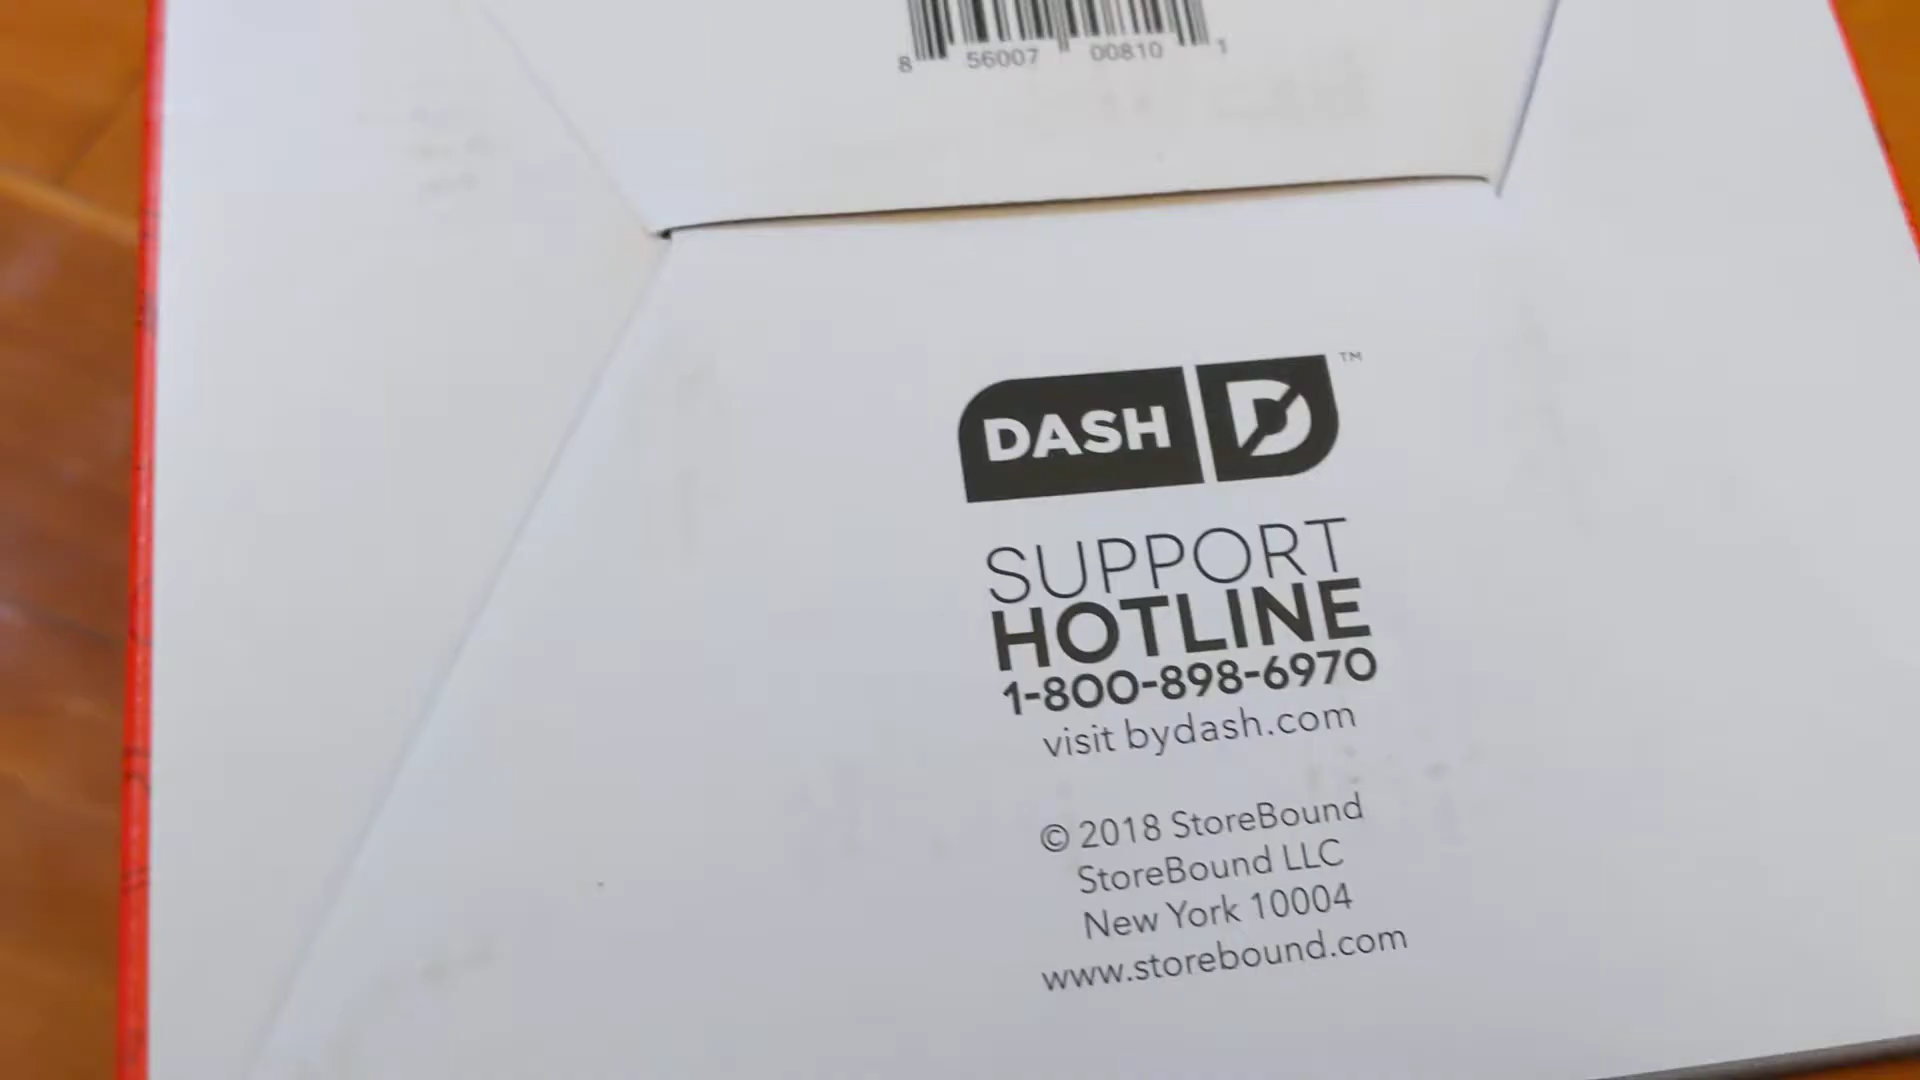 8 56007 00810 1
DASH D ™
SUPPORT
HOTLINE
1-800-898-6970
visit bydash.com
© 2018 StoreBound
StoreBound LLC
New York 10004
www.storebound.com